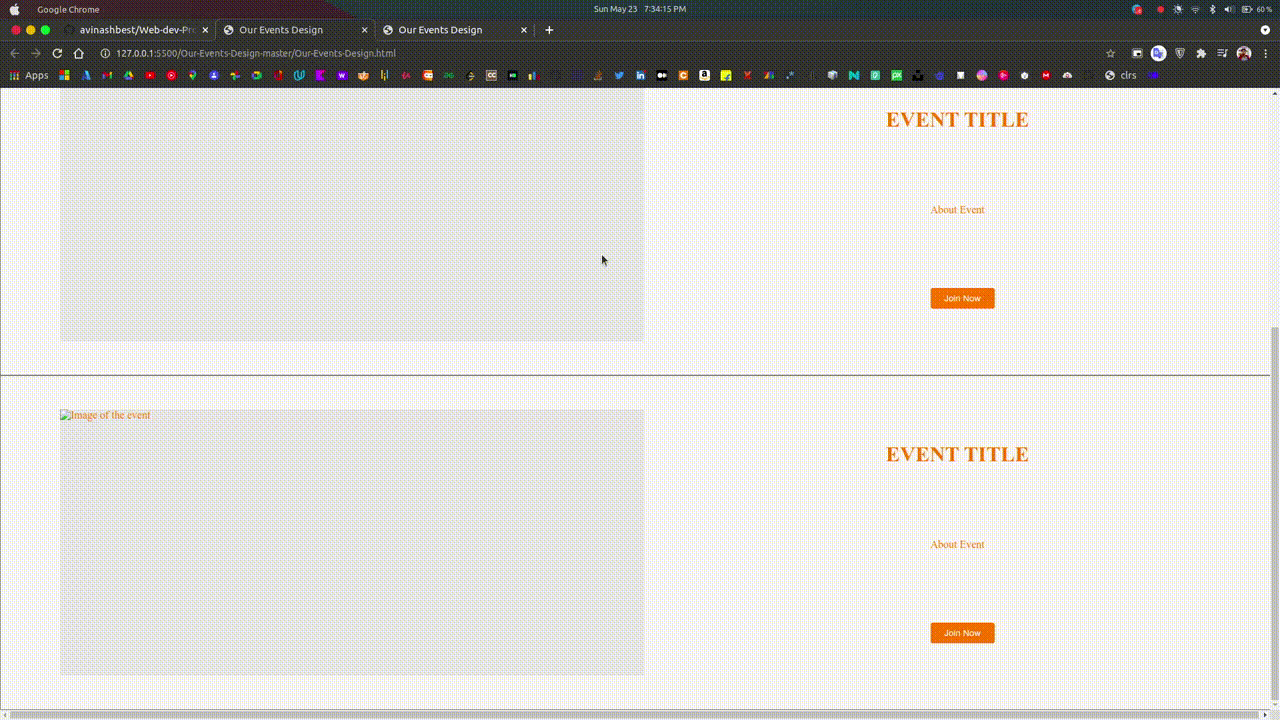 Google Chrome
Sun May 23 7:34:15 PM
60 %
avinashbest/Web-dev-Pr
Our Events Design
Our Events Design
127.0.0.1:5500/Our-Events-Design-master/Our-Events-Design.html
Apps
clrs
EVENT TITLE
About Event
Join Now
Image of the event
EVENT TITLE
About Event
Join Now